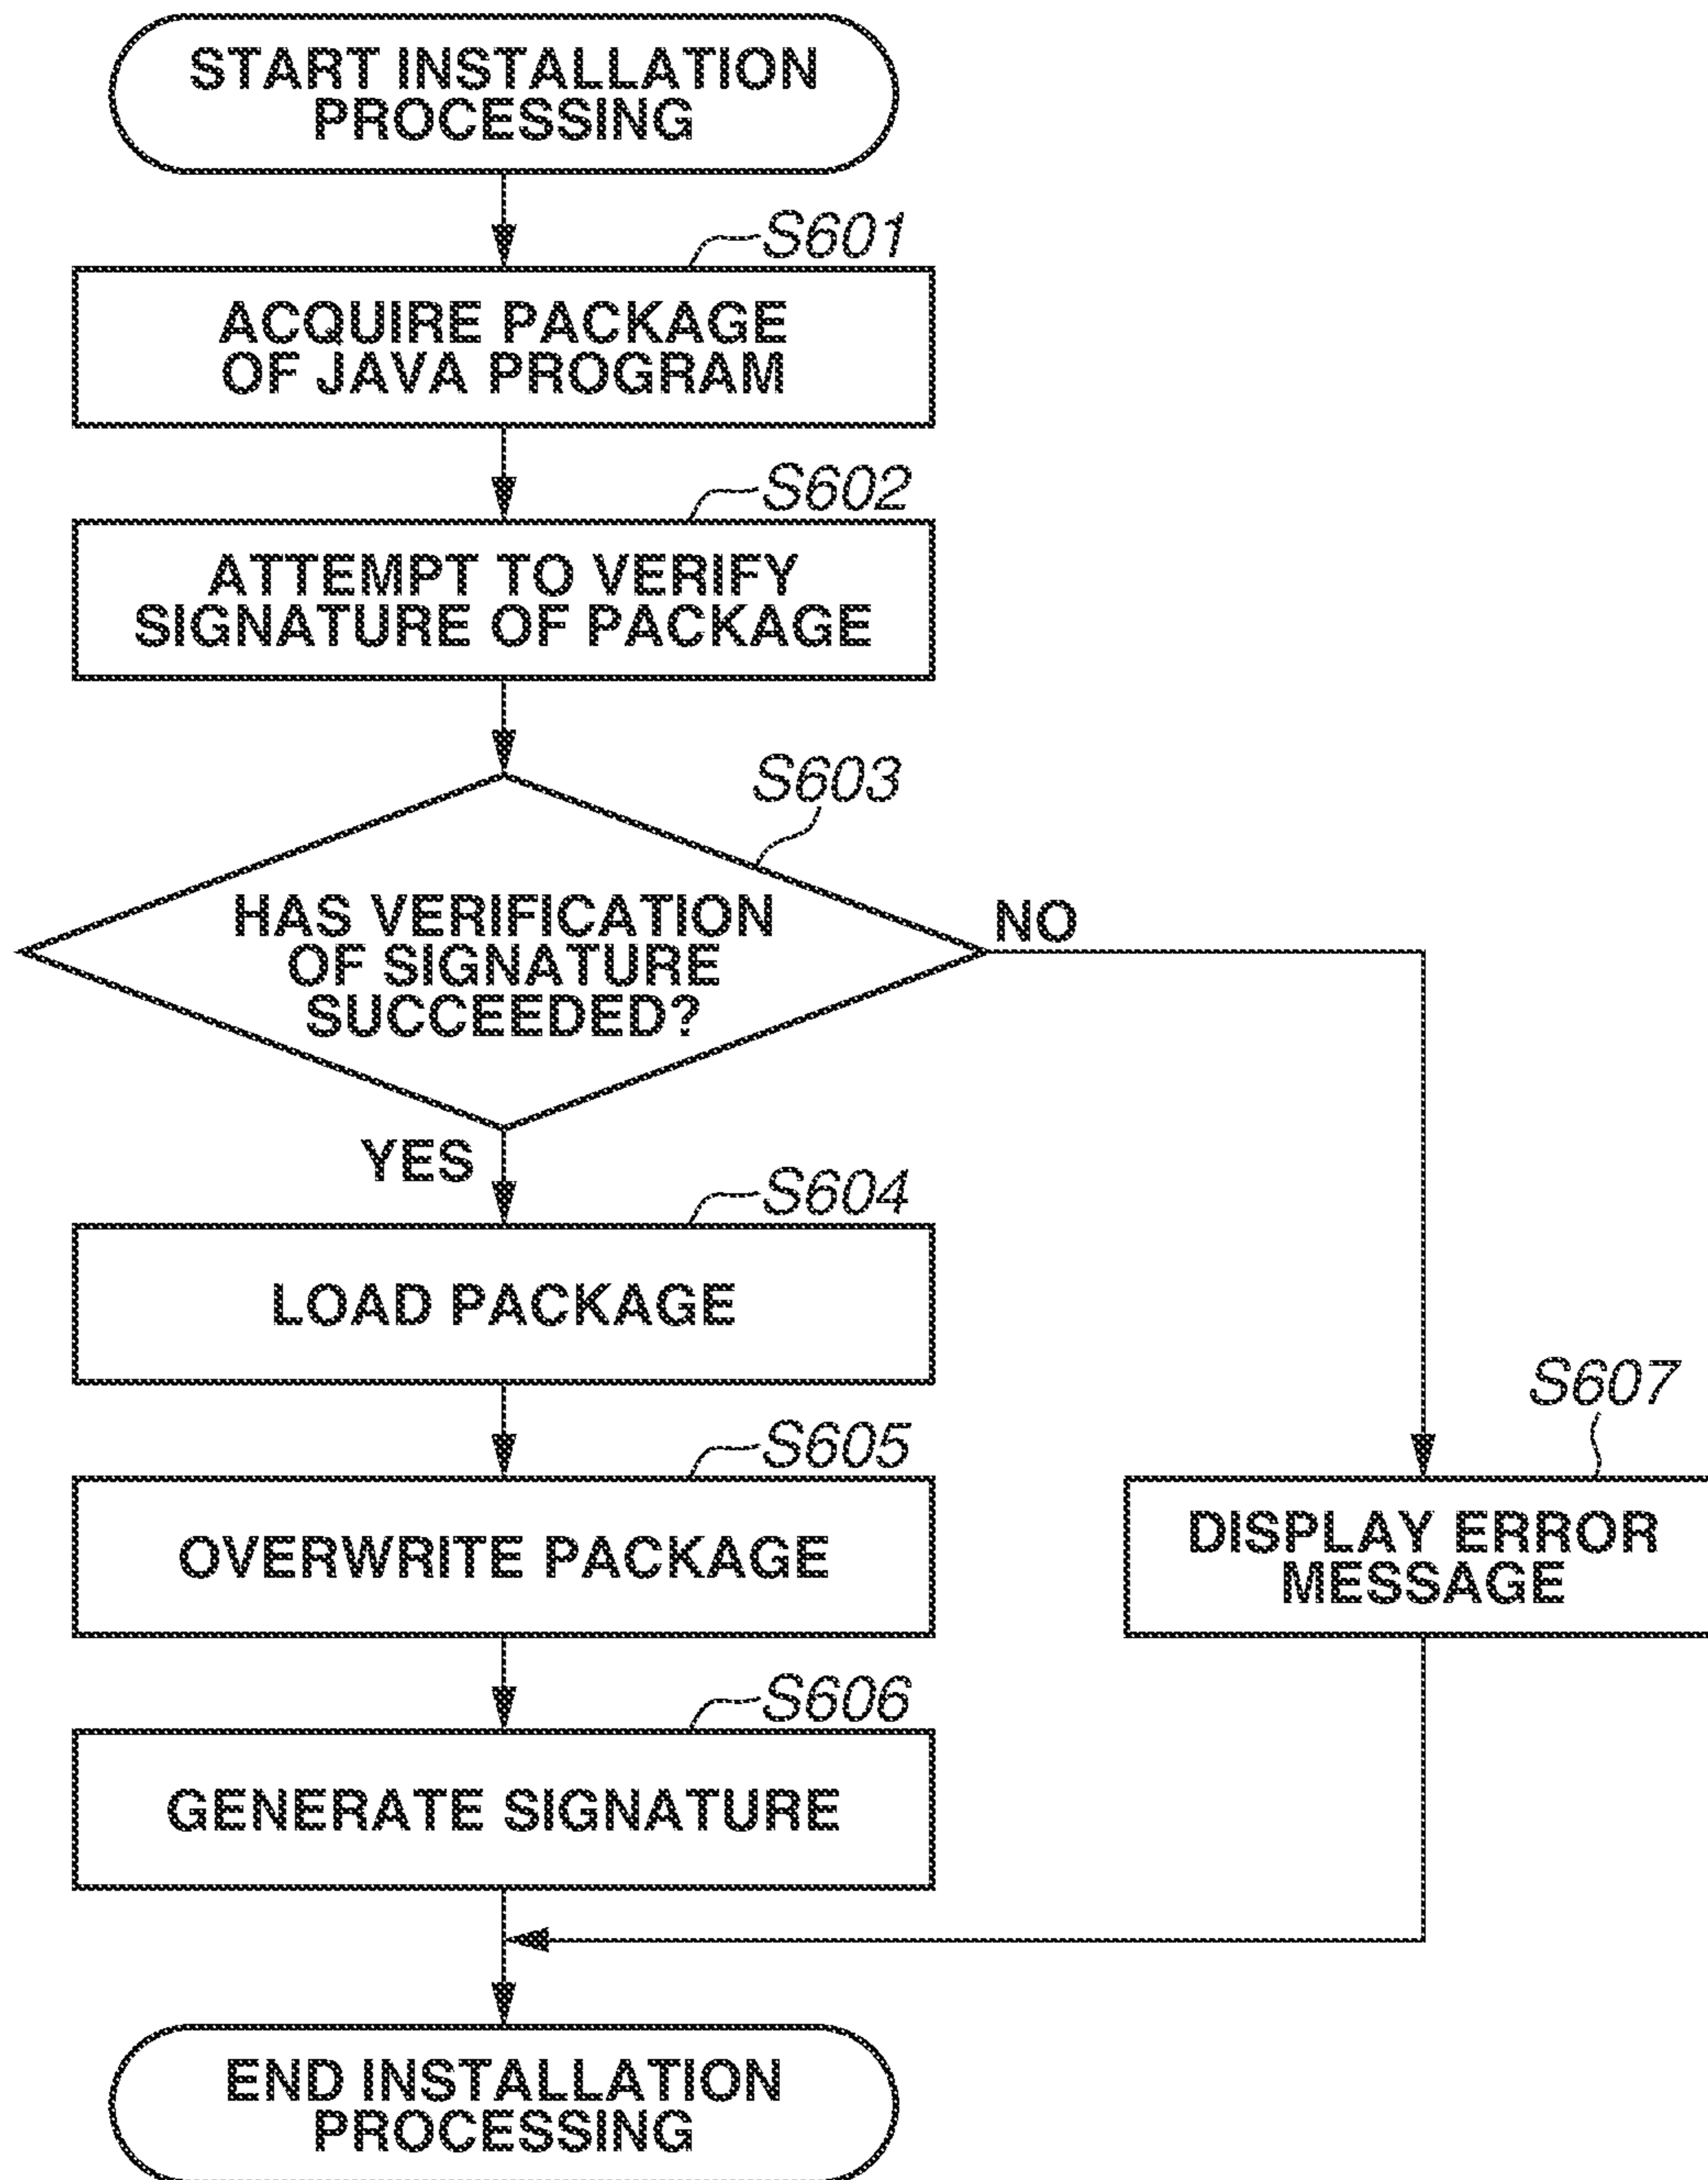 START INSTALLATION
PROCESSING
S601
ACQUIRE PACKAGE
OF JAVA PROGRAM
S602
ATTEMPT TO VERIFY
SIGNATURE OF PACKAGE
S603
HAS VERIFICATION
OF SIGNATURE
SUCCEEDED?
NO
YES
S604
LOAD PACKAGE
S605
OVERWRITE PACKAGE
S607
DISPLAY ERROR
MESSAGE
S606
GENERATE SIGNATURE
END INSTALLATION
PROCESSING